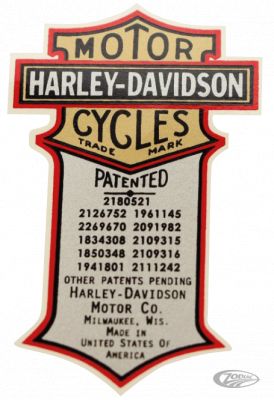 MOTOR
HARLEY-DAVIDSON
CYCLES
TRADE MARK
PATENTED
2180521
2126752 1961145
2269670 2091982
1834308 2109315
1850348 2109316
1941801 2111242
OTHER PATENTS PENDING
HARLEY-DAVIDSON
MOTOR CO.
MILWAUKEE, WIS.
MADE IN
UNITED STATES OF
AMERICA
ZODIAC